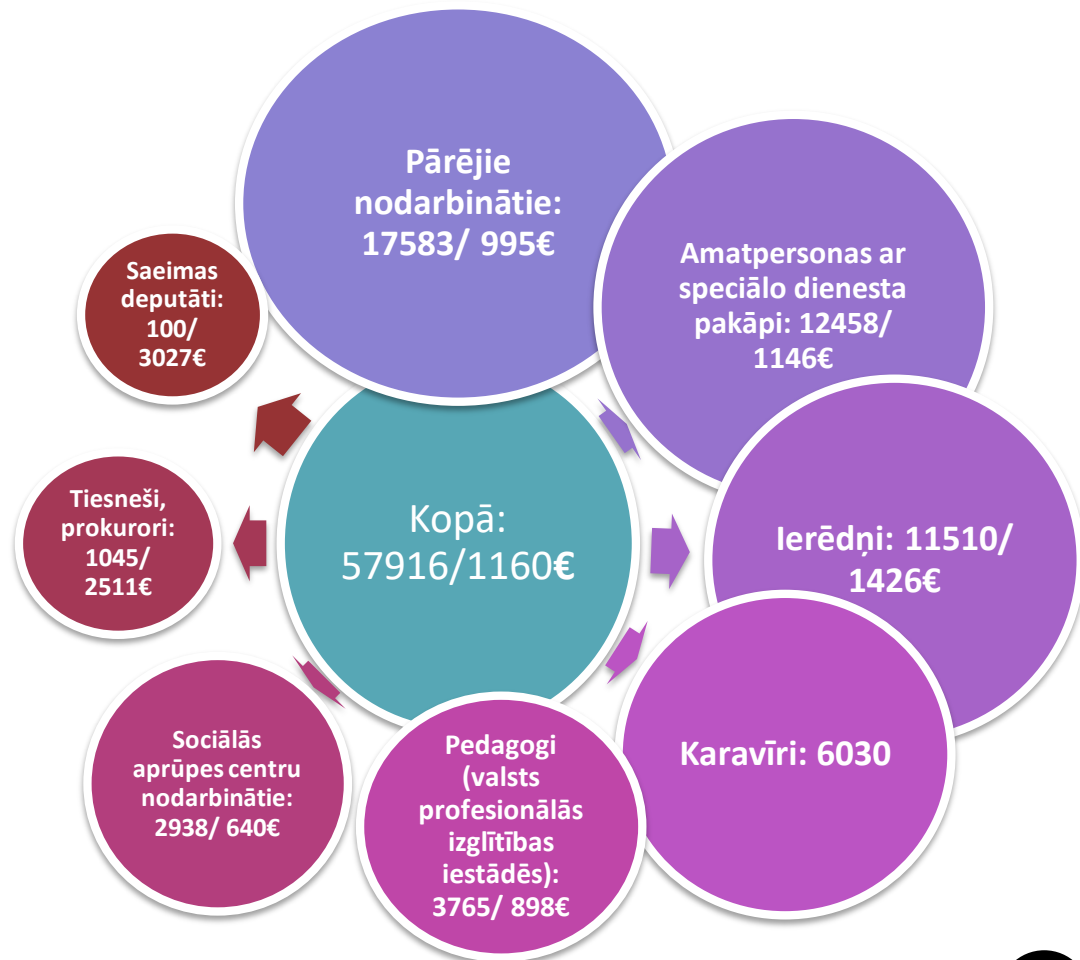 Pārējie
nodarbinātie:
17583/ 995€
Amatpersonas ar
speciālo dienesta
pakāpi: 12458/
1146€
Ierēdņi: 11510/
1426€
Karavīri: 6030
Pedagogi
(valsts
profesionālās
izglītības
iestādēs):
3765/ 898€
Sociālās
aprūpes centru
nodarbinātie:
2938/ 640€
Tiesneši,
prokurori:
1045/
2511€
Saeimas
deputāti:
100/
3027€
Kopā:
57916/1160€